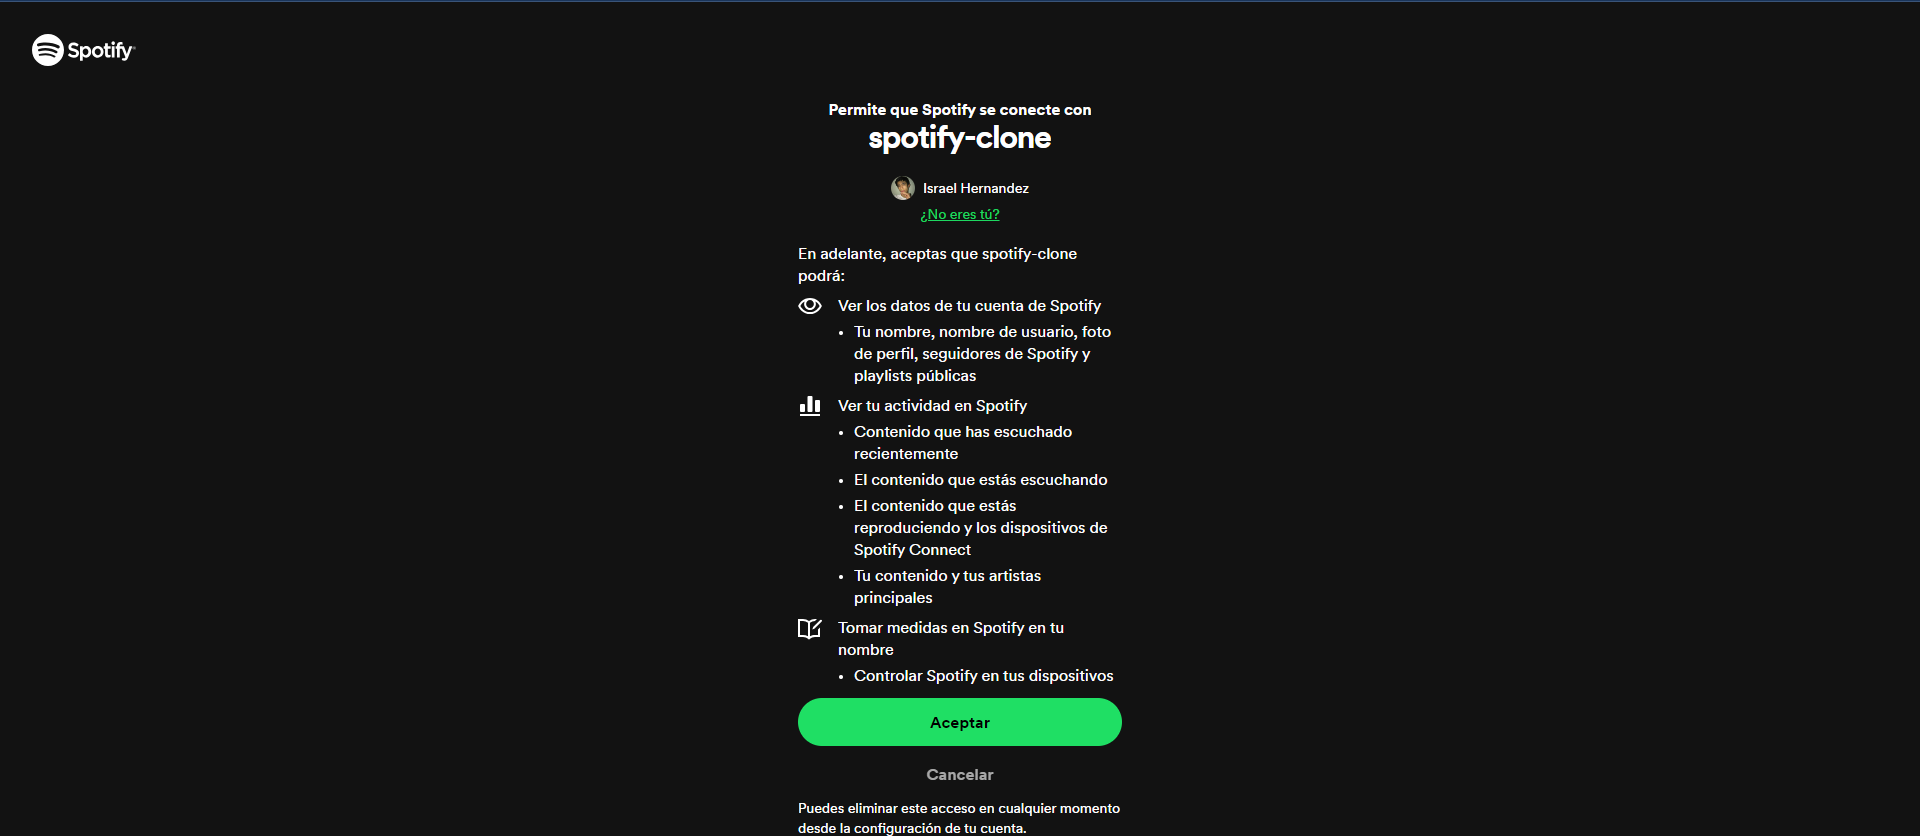 Spotify
Permite que Spotify se conecte con
spotify-clone
Israel Hernandez
¿No eres tú?
En adelante, aceptas que spotify-clone
podrá:
Ver los datos de tu cuenta de Spotify
• Tu nombre, nombre de usuario, foto
de perfil, seguidores de Spotify y
playlists públicas
Ver tu actividad en Spotify
• Contenido que has escuchado
recientemente
• El contenido que estás escuchando
• El contenido que estás
reproduciendo y los dispositivos de
Spotify Connect
• Tu contenido y tus artistas
principales
Tomar medidas en Spotify en tu
nombre
• Controlar Spotify en tus dispositivos
Aceptar
Cancelar
Puedes eliminar este acceso en cualquier momento
desde la configuración de tu cuenta.